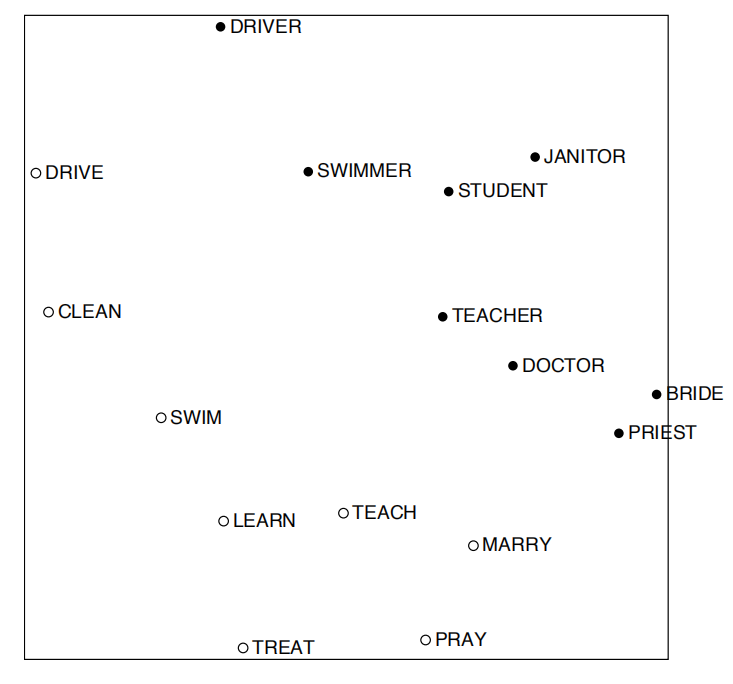 DRIVER
JANITOR
DRIVE
SWIMMER
STUDENT
CLEAN
TEACHER
DOCTOR
BRIDE
SWIM
PRIEST
LEARN
TEACH
MARRY
TREAT
PRAY